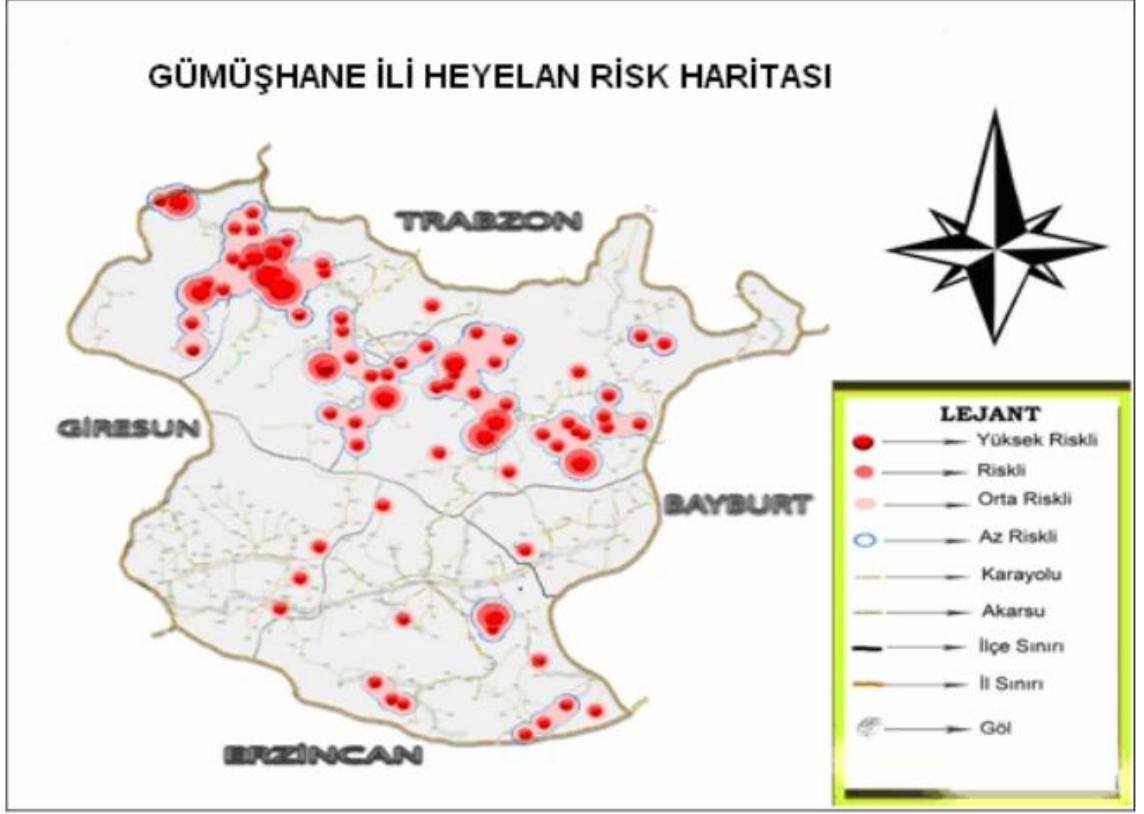 GÜMÜŞHANE İLİ HEYELAN RİSK HARİTASI
TRABZON
GİRESUN
BAYBURT
ERZİNCAN
LEJANT
Yüksek Riskli
Riskli
Orta Riskli
Az Riskli
Karayolu
Akarsu
İlçe Sınırı
İl Sınırı
Göl